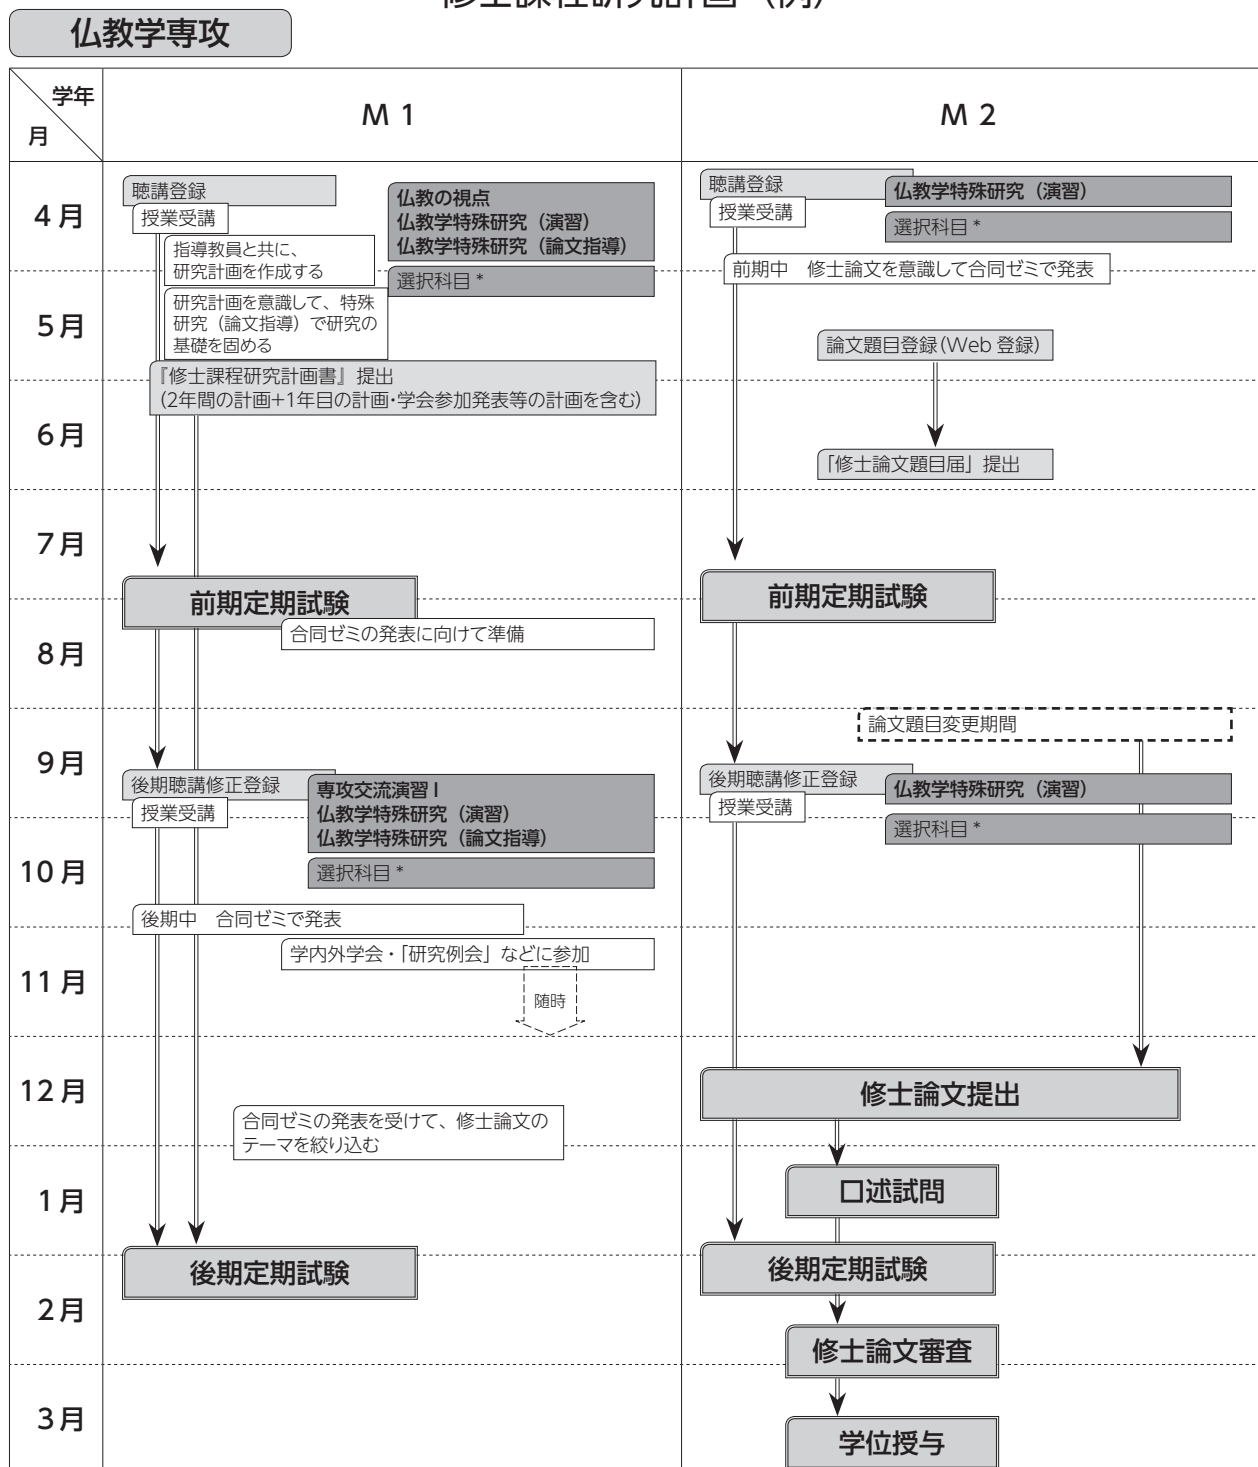 修士課程研究計画（例）
仏教学専攻
学年
月
M 1
M 2
4月
聴講登録
授業受講
指導教員と共に、
研究計画を作成する
仏教の視点
仏教学特殊研究（演習）
仏教学特殊研究（論文指導）
選択科目 *
聴講登録
授業受講
仏教学特殊研究（演習）
選択科目 *
前期中　修士論文を意識して合同ゼミで発表
5月
研究計画を意識して、特殊
研究（論文指導）で研究の
基礎を固める
論文題目登録(Web 登録)
『修士課程研究計画書』提出
(2年間の計画+1年目の計画・学会参加発表等の計画を含む)
6月
「修士論文題目届」提出
7月
前期定期試験
前期定期試験
8月
合同ゼミの発表に向けて準備
9月
論文題目変更期間
後期聴講修正登録
授業受講
専攻交流演習 I
仏教学特殊研究（演習）
仏教学特殊研究（論文指導）
選択科目 *
後期聴講修正登録
授業受講
仏教学特殊研究（演習）
選択科目 *
10月
後期中　合同ゼミで発表
11月
学内外学会・「研究例会」などに参加
随時
12月
修士論文提出
合同ゼミの発表を受けて、修士論文の
テーマを絞り込む
1月
口述試問
後期定期試験
後期定期試験
2月
修士論文審査
3月
学位授与